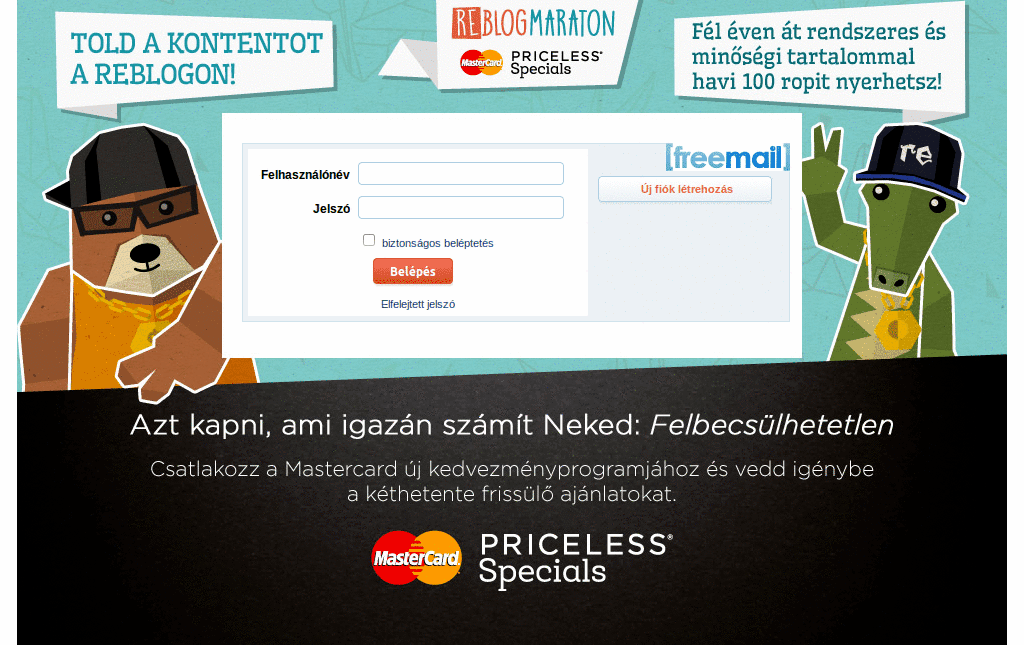 TOLD A KONTENTOT
A REBLOGON!
REBLOGMARATON
MasterCard PRICELESS®
Specials
Fél éven át rendszeres és
minőségi tartalommal
havi 100 ropit nyerhetsz!
re
[freemail]
Felhasználónév
Új fiók létrehozás
Jelszó
biztonságos beléptetés
Belépés
Elfelejtett jelszó
Azt kapni, ami igazán számít Neked: Felbecsülhetetlen
Csatlakozz a Mastercard új kedvezményprogramjához és vedd igénybe
a kéthetente frissülő ajánlatokat.
MasterCard PRICELESS®
Specials